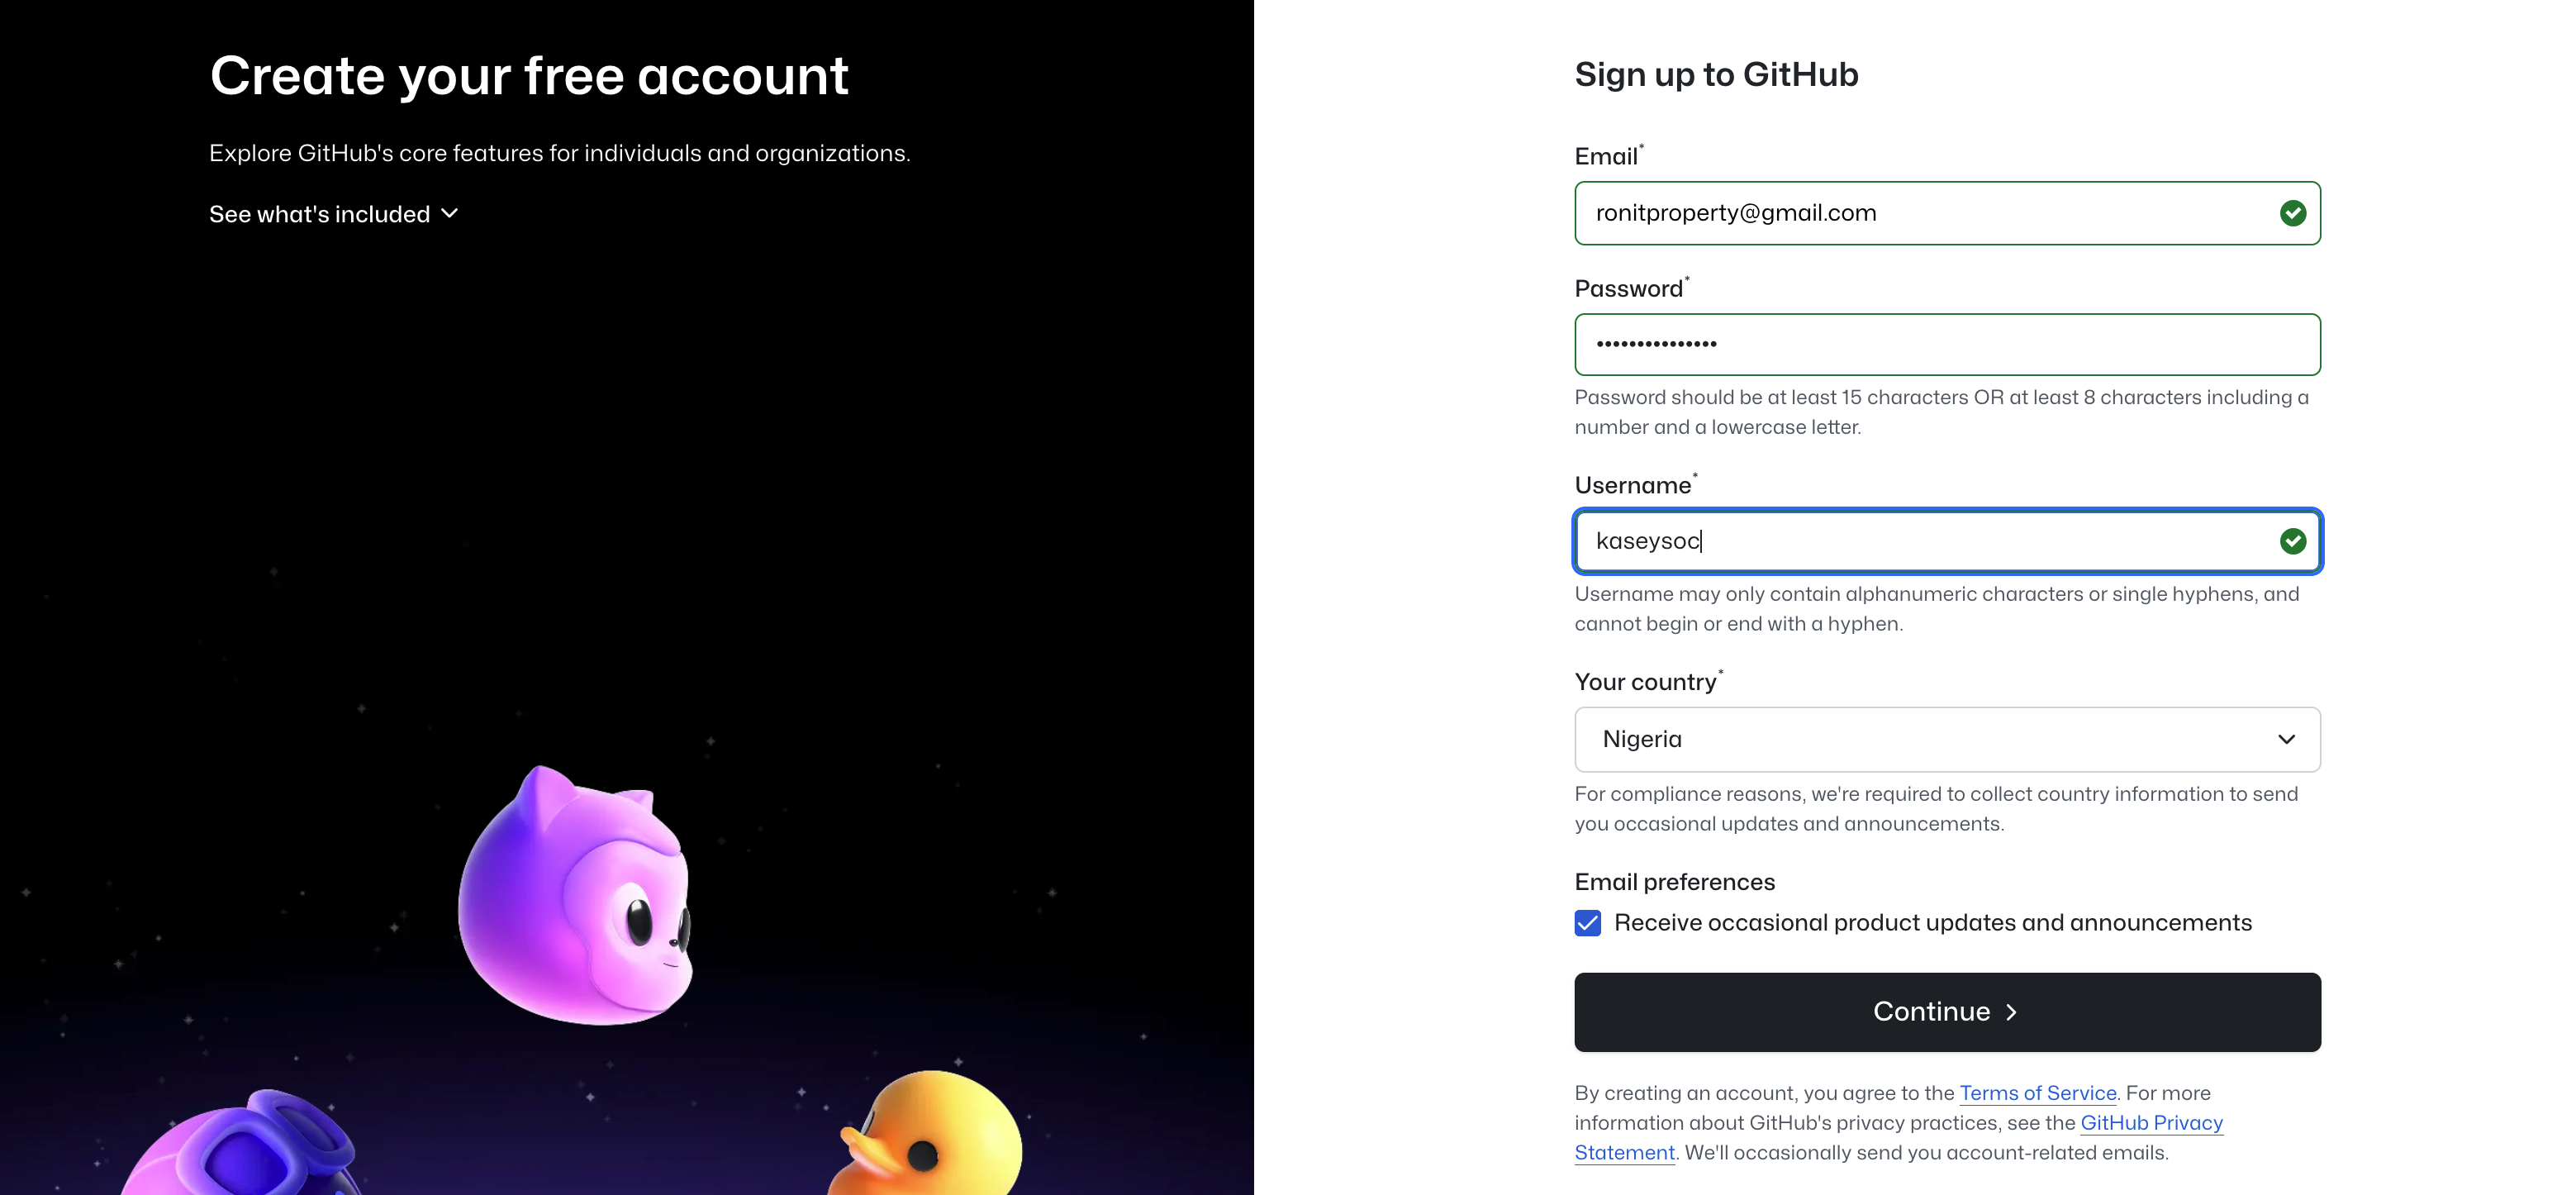 Create your free account
Explore GitHub's core features for individuals and organizations.
See what's included
Sign up to GitHub
Email*
ronitproperty@gmail.com
Password*
•••••••••••••••
Password should be at least 15 characters OR at least 8 characters including a
number and a lowercase letter.
Username*
kaseysoc
Username may only contain alphanumeric characters or single hyphens, and
cannot begin or end with a hyphen.
Your country*
Nigeria
For compliance reasons, we're required to collect country information to send
you occasional updates and announcements.
Email preferences
Receive occasional product updates and announcements
Continue
By creating an account, you agree to the Terms of Service. For more
information about GitHub's privacy practices, see the GitHub Privacy
Statement. We'll occasionally send you account-related emails.